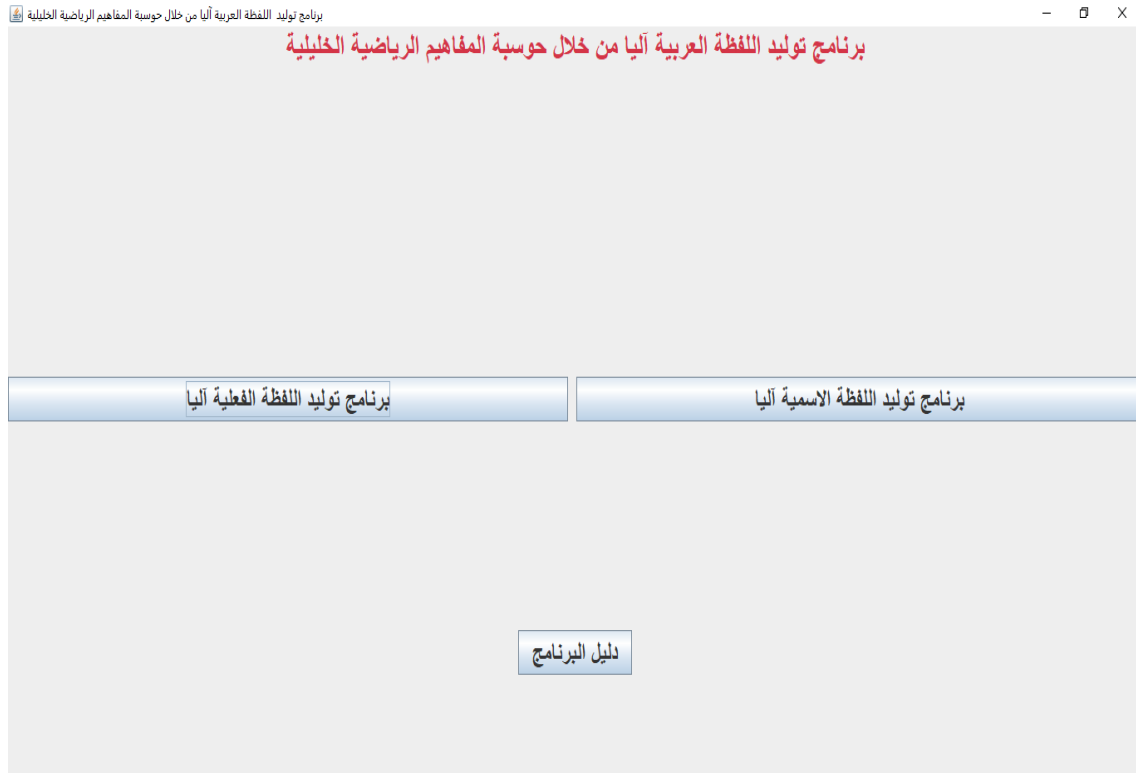 برنامج توليد اللفظة العربية آليا من خلال حوسبة المفاهيم الرياضية الخليلية
برنامج توليد اللفظة العربية آليا من خلال حوسبة المفاهيم الرياضية الخليلية
برنامج توليد اللفظة الاسمية آليا
برنامج توليد اللفظة الفعلية آليا
دليل البرنامج